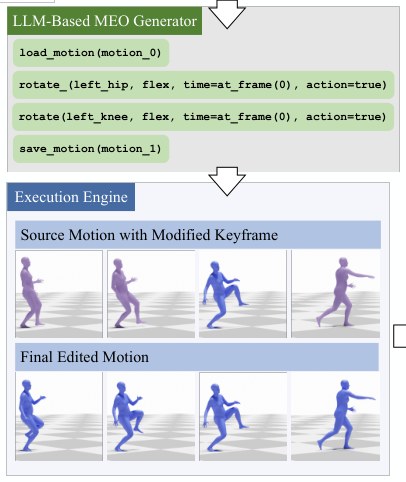 LLM-Based MEO Generator
load_motion(motion_0)
rotate_(left_hip, flex, time=at_frame(0), action=true)
rotate(left_knee, flex, time=at_frame(0), action=true)
save_motion(motion_1)
Execution Engine
Source Motion with Modified Keyframe
Final Edited Motion